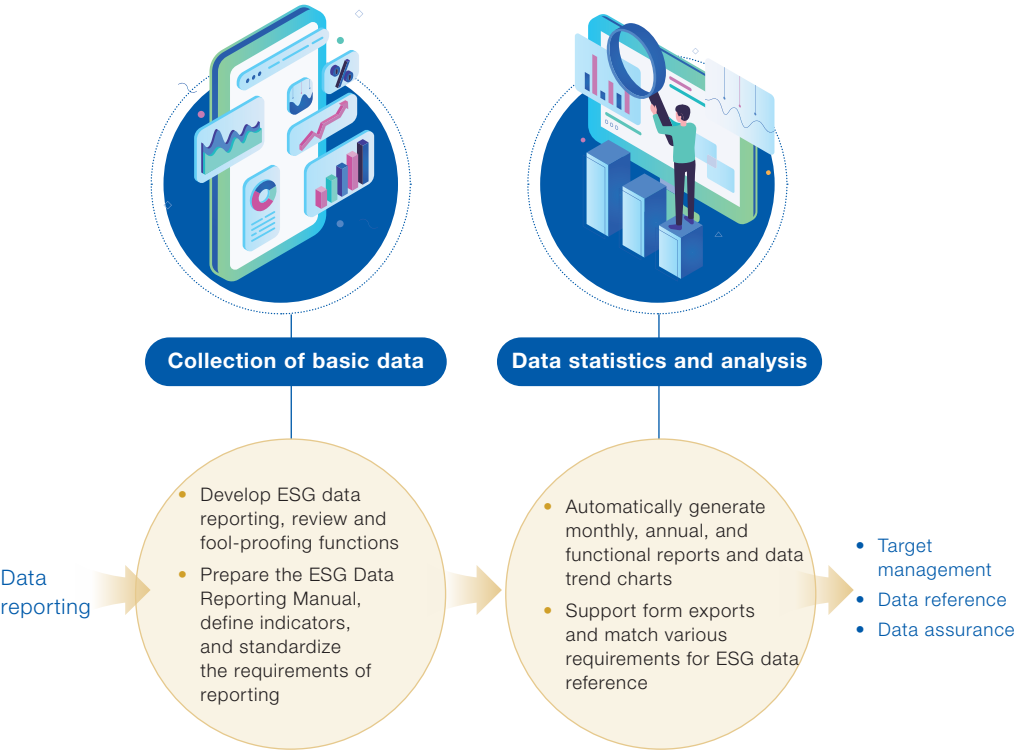 %
Collection of basic data
Data statistics and analysis
Data
reporting
• Develop ESG data
reporting, review and
fool-proofing functions
• Prepare the ESG Data
Reporting Manual,
define indicators,
and standardize
the requirements of
reporting
• Automatically generate
monthly, annual, and
functional reports and data
trend charts
• Support form exports
and match various
requirements for ESG data
reference
• Target
management
• Data reference
• Data assurance